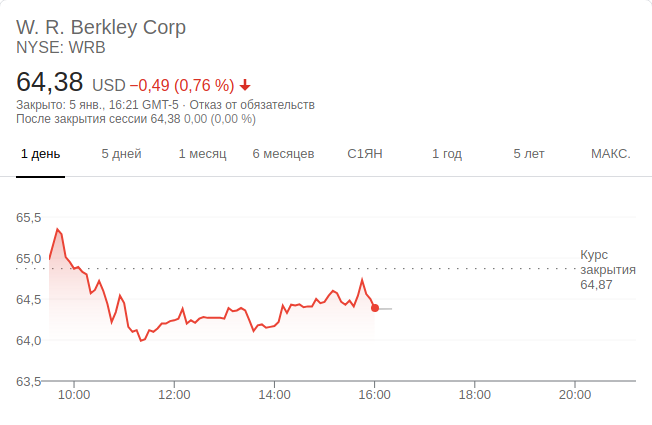 W. R. Berkley Corp
NYSE: WRB
64,38 USD −0,49 (0,76 %)
Закрыто: 5 янв., 16:21 GMT-5 · Отказ от обязательств
После закрытия сессии 64,38 0,00 (0,00 %)
1 день 5 дней 1 месяц 6 месяцев С1ЯН 1 год 5 лет МАКС.
65,5
65,0
64,5
64,0
63,5
Курс
закрытия
64,87
10:00 12:00 14:00 16:00 18:00 20:00